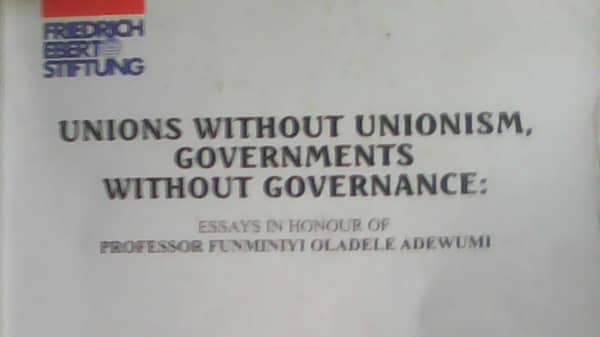 FRIEDRICH
EBERT
STIFTUNG
UNIONS WITHOUT UNIONISM,
GOVERNMENTS
WITHOUT GOVERNANCE:
ESSAYS IN HONOUR OF
PROFESSOR FUNMINIYI OLADELE ADEWUMI